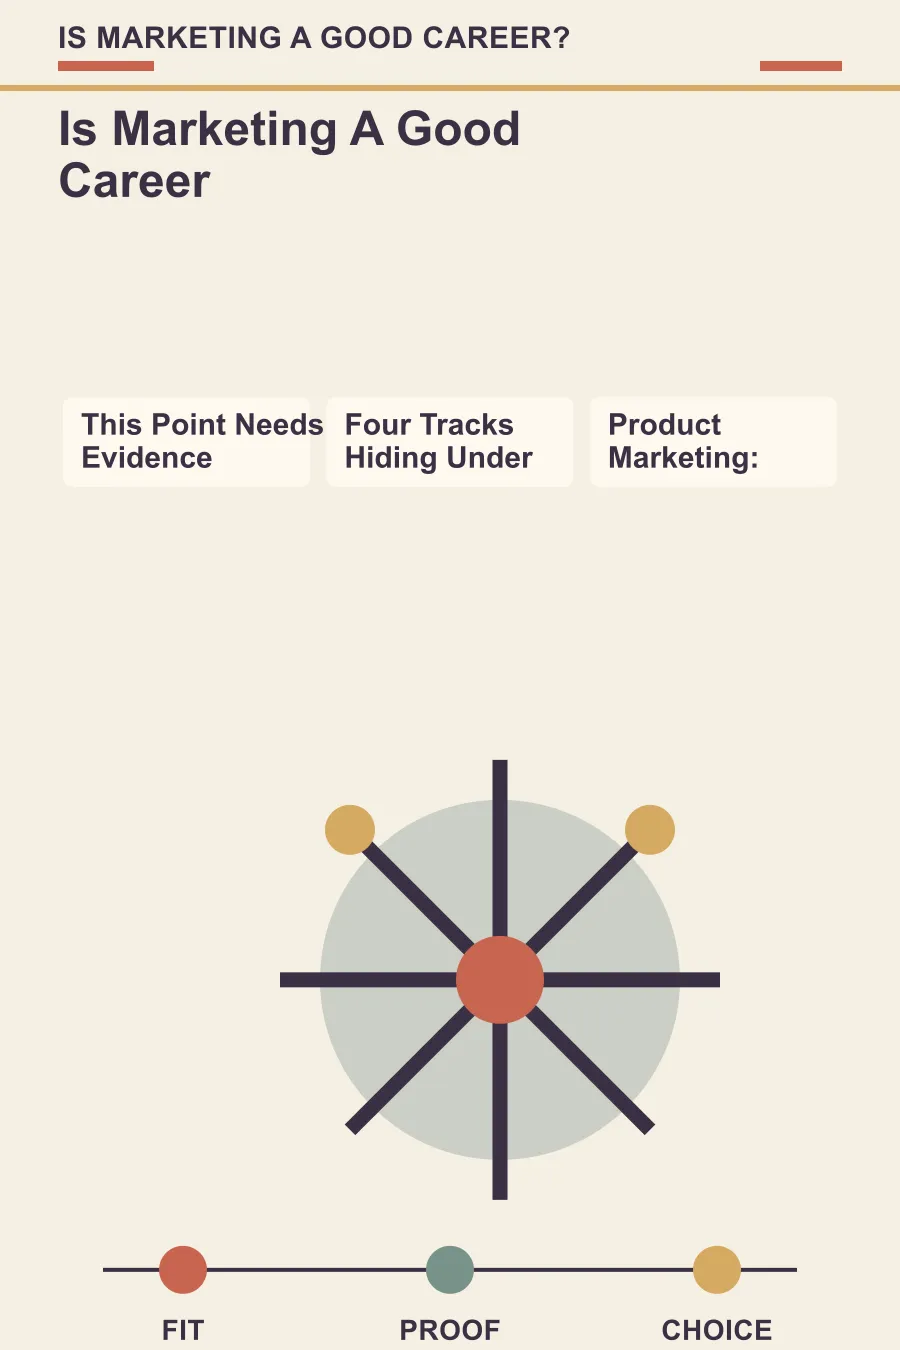 IS MARKETING A GOOD CAREER?
Is Marketing A Good
Career
This Point Needs
Evidence
Four Tracks
Hiding Under
Product
Marketing:
FIT
PROOF
CHOICE